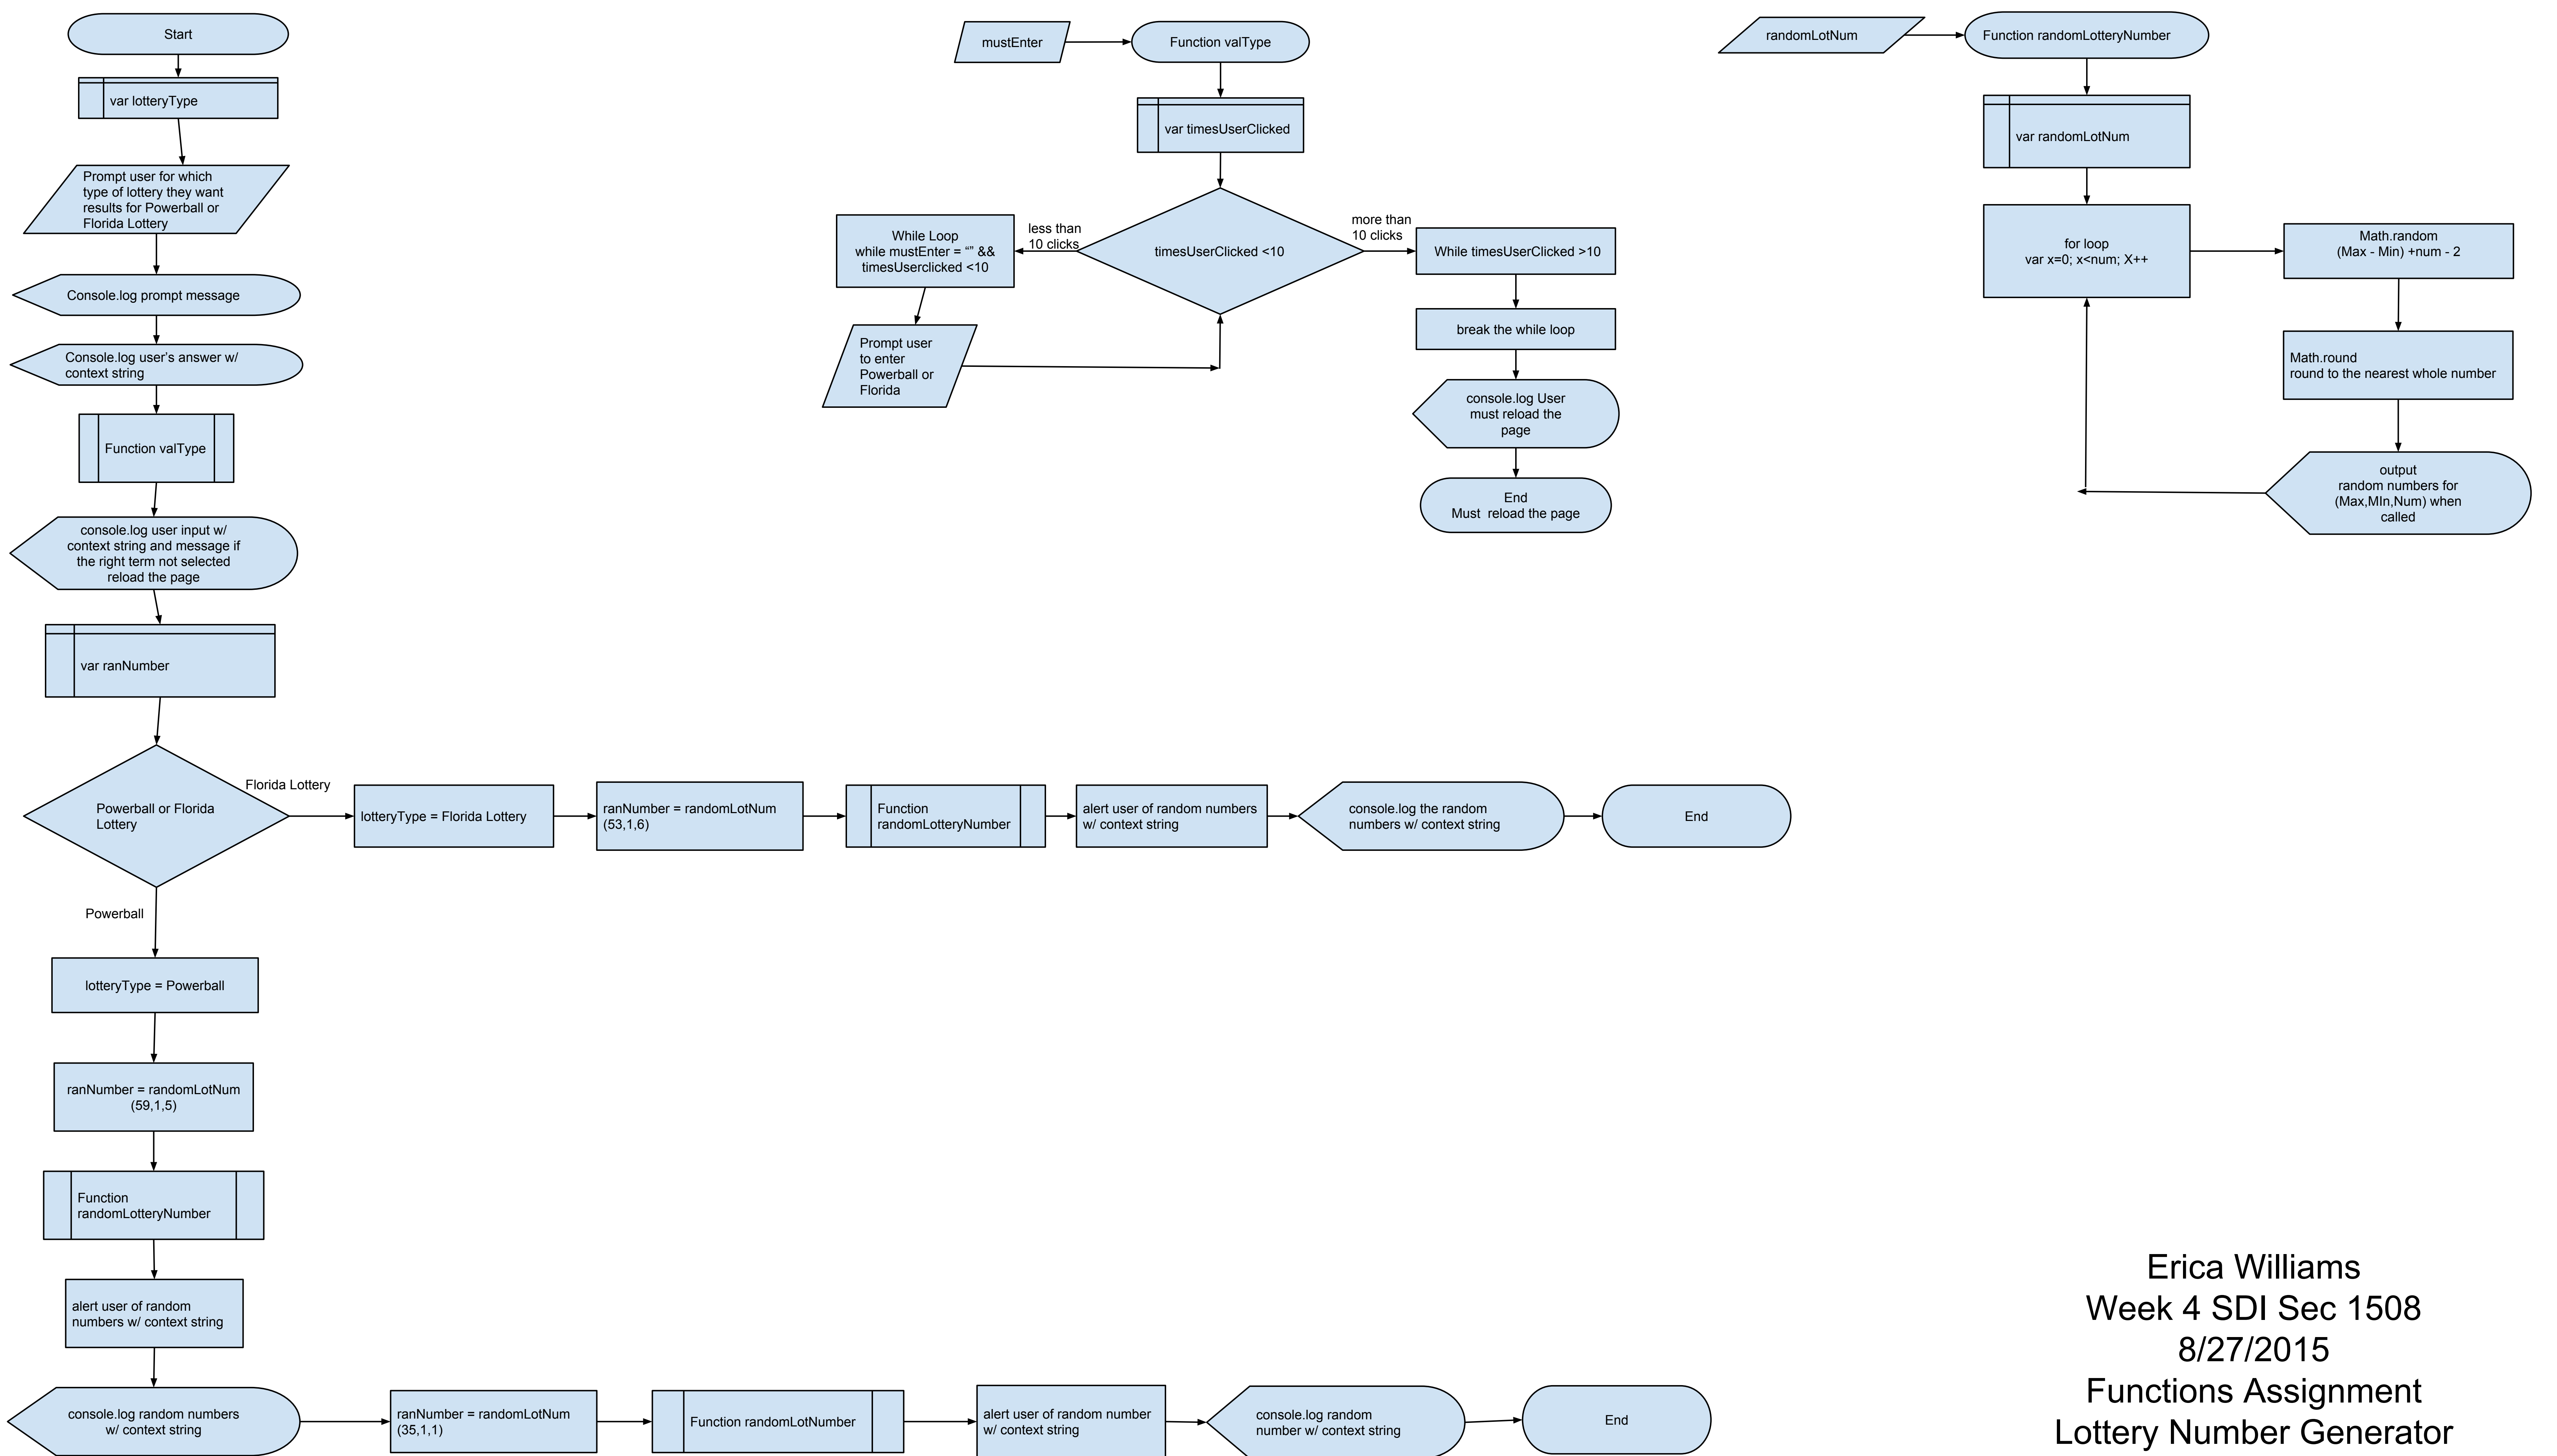 Start
var lotteryType
Prompt user for which
type of lottery they want
results for Powerball or
Florida Lottery
Console.log prompt message
Console.log user's answer w/
context string
Function valType
console.log user input w/
context string and message if
the right term not selected
reload the page
var ranNumber
Powerball or Florida
Lottery
Florida Lottery
lotteryType = Florida Lottery
ranNumber = randomLotNum
(53,1,6)
Function
randomLotteryNumber
alert user of random numbers
w/ context string
console.log the random
numbers w/ context string
End
Powerball
lotteryType = Powerball
ranNumber = randomLotNum
(59,1,5)
Function
randomLotteryNumber
alert user of random
numbers w/ context string
console.log random numbers
w/ context string
ranNumber = randomLotNum
(35,1,1)
Function randomLotNumber
alert user of random number
w/ context string
console.log random
number w/ context string
End
mustEnter
Function valType
var timesUserClicked
timesUserClicked <10
less than
10 clicks
While Loop
while mustEnter = “” &&
timesUserclicked <10
Prompt user
to enter
Powerball or
Florida
more than
10 clicks
While timesUserClicked >10
break the while loop
console.log User
must reload the
page
End
Must reload the page
randomLotNum
Function randomLotteryNumber
var randomLotNum
for loop
var x=0; x<num; X++
Math.random
(Max - Min) +num - 2
Math.round
round to the nearest whole number
output
random numbers for
(Max,MIn,Num) when
called
Erica Williams
Week 4 SDI Sec 1508
8/27/2015
Functions Assignment
Lottery Number Generator